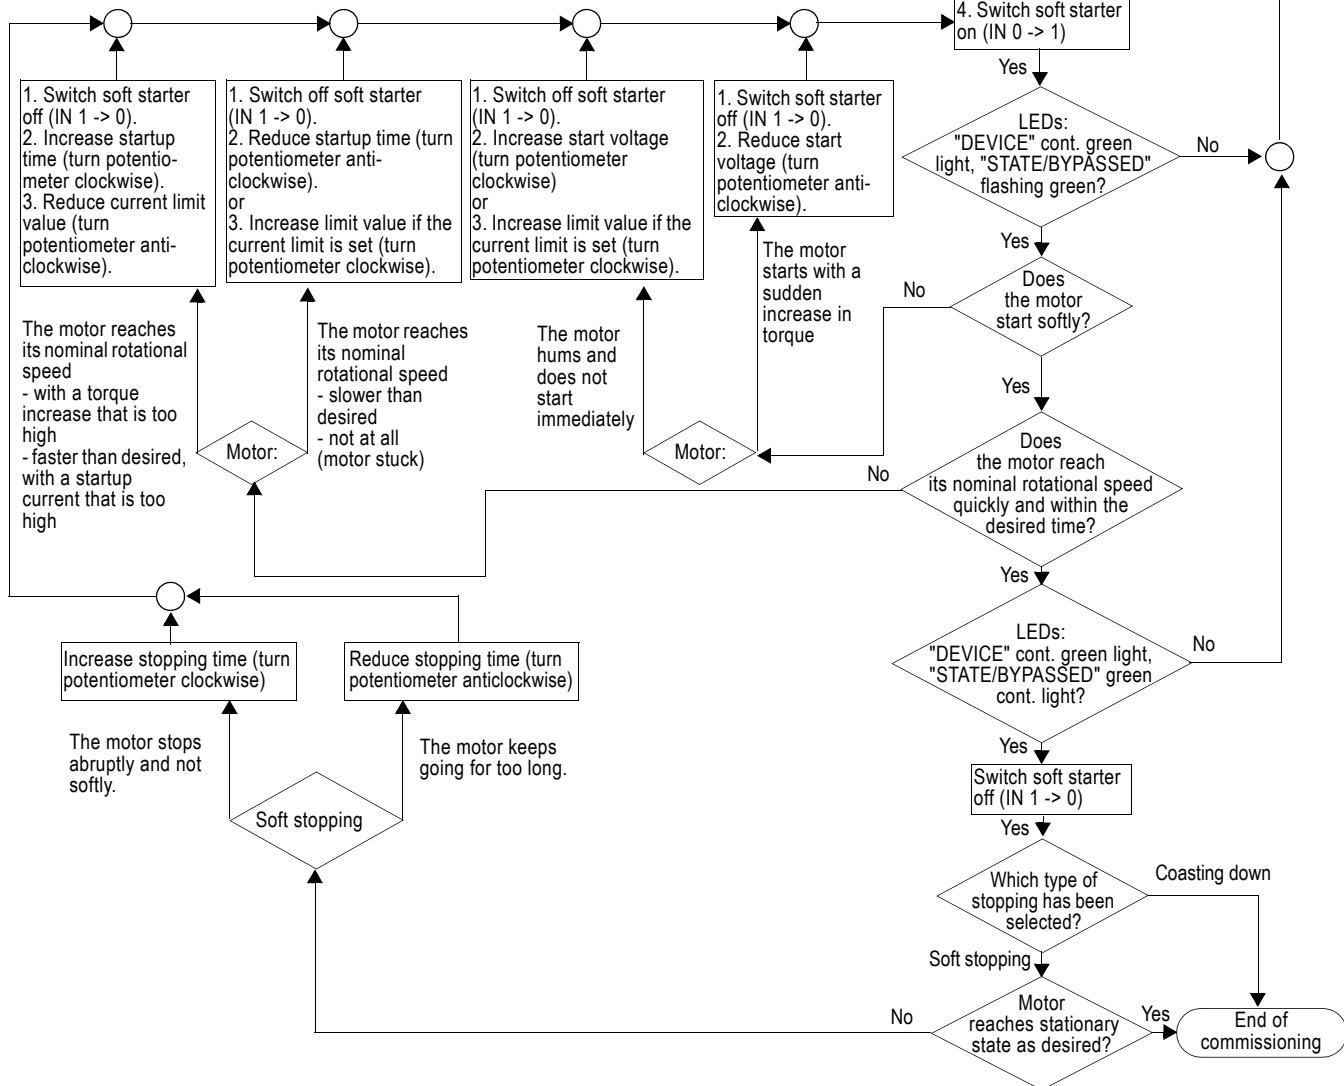 4. Switch soft starter
on (IN 0 -> 1)
Yes
1. Switch soft starter
off (IN 1 -> 0).
2. Increase startup
time (turn potentio-
meter clockwise).
3. Reduce current limit
value (turn
potentiometer anti-
clockwise).
1. Switch off soft starter
(IN 1 -> 0).
2. Reduce startup time (turn
potentiometer anti-
clockwise).
or
3. Increase limit value if the
current limit is set (turn
potentiometer clockwise).
1. Switch off soft starter
(IN 1 -> 0).
2. Increase start voltage
(turn potentiometer
clockwise)
or
3. Increase limit value if the
current limit is set (turn
potentiometer clockwise).
1. Switch soft starter
off (IN 1 -> 0).
2. Reduce start
voltage (turn
potentiometer anti-
clockwise).
LEDs:
"DEVICE" cont. green
light, "STATE/BYPASSED"
flashing green?
No
Yes
The motor
starts with a
sudden
increase in
torque
No
Does
the motor
start softly?
The motor reaches
its nominal rotational
speed
- with a torque
increase that is too
high
- faster than desired,
with a startup
current that is too
high
The motor reaches
its nominal
rotational speed
- slower than
desired
- not at all
(motor stuck)
The motor
hums and
does not
start
immediately
Yes
Motor:
Motor:
No
Does
the motor reach
its nominal rotational speed
quickly and within the
desired time?
Yes
LEDs:
"DEVICE" cont. green light,
"STATE/BYPASSED" green
cont. light?
No
Increase stopping time (turn
potentiometer clockwise)
Reduce stopping time (turn
potentiometer anticlockwise)
The motor stops
abruptly and not
softly.
The motor keeps
going for too long.
Yes
Switch soft starter
off (IN 1 -> 0)
Soft stopping
Yes
Which type of
stopping has been
selected?
Coasting down
Soft stopping
No
Motor
reaches stationary
state as desired?
Yes
End of
commissioning